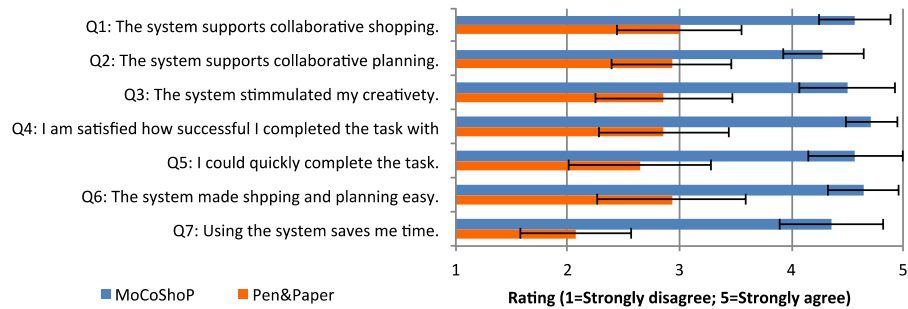 Q1: The system supports collaborative shopping.
Q2: The system supports collaborative planning.
Q3: The system stimmulated my creativety.
Q4: I am satisfied how successful I completed the task with
Q5: I could quickly complete the task.
Q6: The system made shpping and planning easy.
Q7: Using the system saves me time.
1 2 3 4 5
MoCoShoP Pen&Paper
Rating (1=Strongly disagree; 5=Strongly agree)